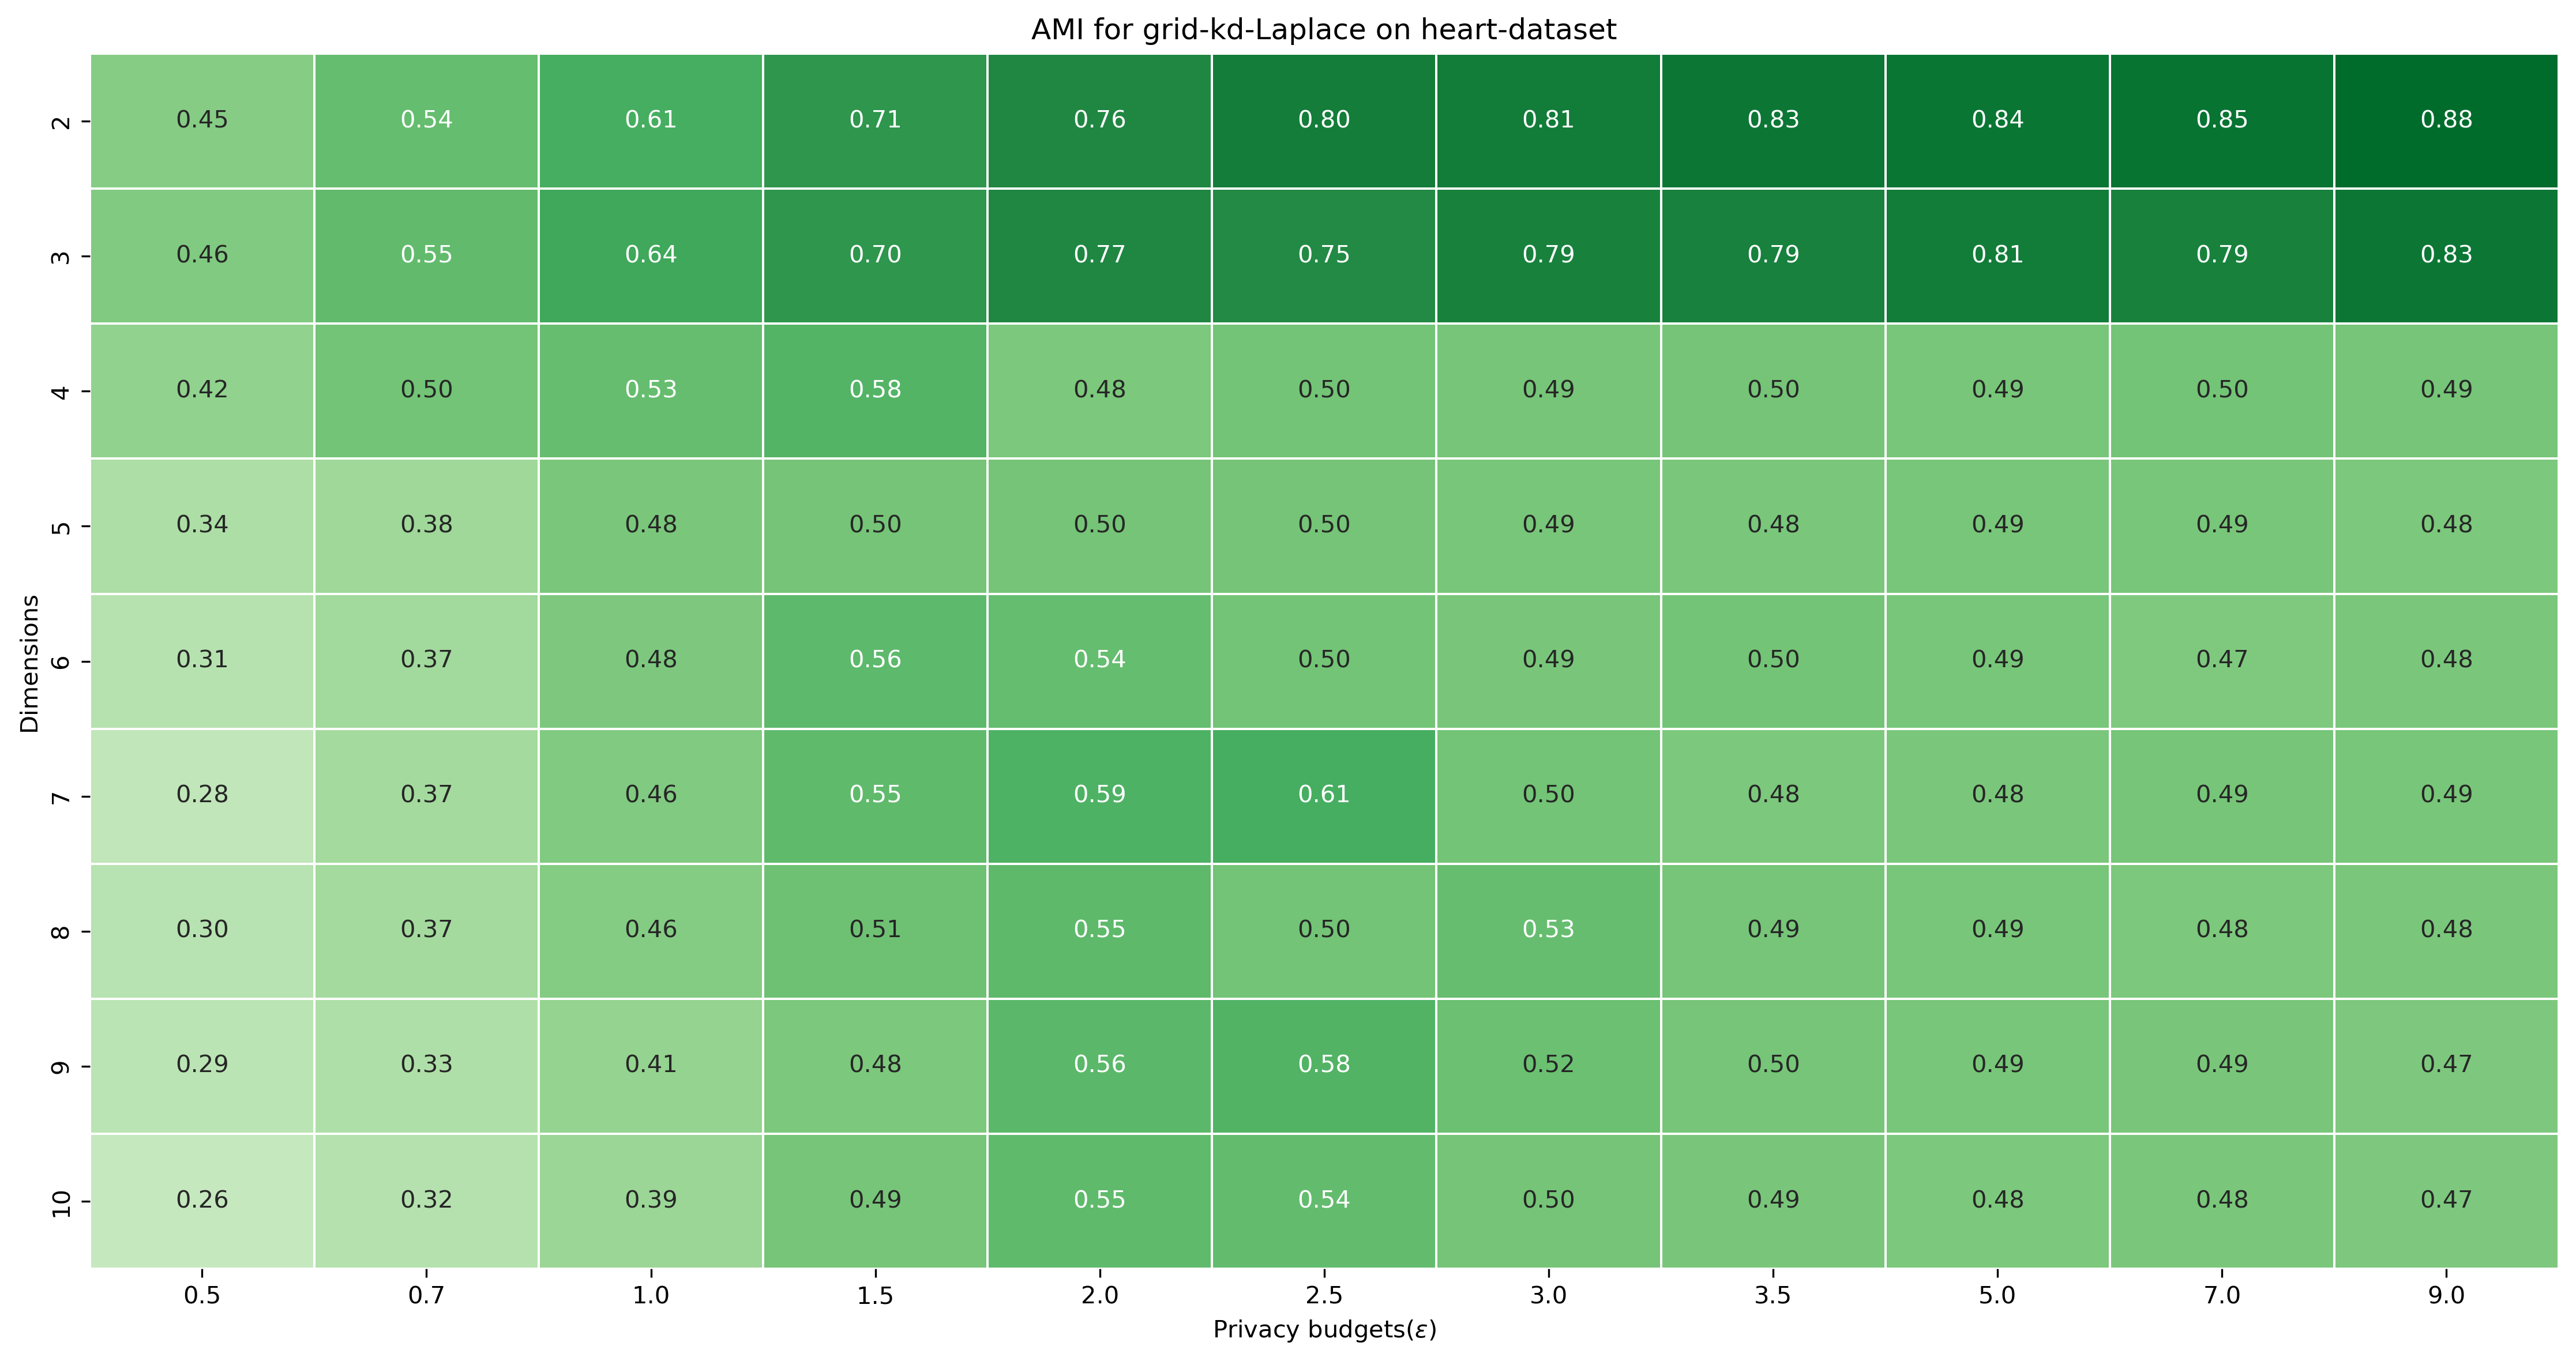 AMI for grid-kd-Laplace on heart-dataset
2 0.45 0.54 0.61 0.71 0.76 0.80 0.81 0.83 0.84 0.85 0.88
3 0.46 0.55 0.64 0.70 0.77 0.75 0.79 0.79 0.81 0.79 0.83
4 0.42 0.50 0.53 0.58 0.48 0.50 0.49 0.50 0.49 0.50 0.49
5 0.34 0.38 0.48 0.50 0.50 0.50 0.49 0.48 0.49 0.49 0.48
Dimensions
6 0.31 0.37 0.48 0.56 0.54 0.50 0.49 0.50 0.49 0.47 0.48
7 0.28 0.37 0.46 0.55 0.59 0.61 0.50 0.48 0.48 0.49 0.49
8 0.30 0.37 0.46 0.51 0.55 0.50 0.53 0.49 0.49 0.48 0.48
9 0.29 0.33 0.41 0.48 0.56 0.58 0.52 0.50 0.49 0.49 0.47
10 0.26 0.32 0.39 0.49 0.55 0.54 0.50 0.49 0.48 0.48 0.47
0.5 0.7 1.0 1.5 2.0 2.5 3.0 3.5 5.0 7.0 9.0
Privacy budgets(ε)